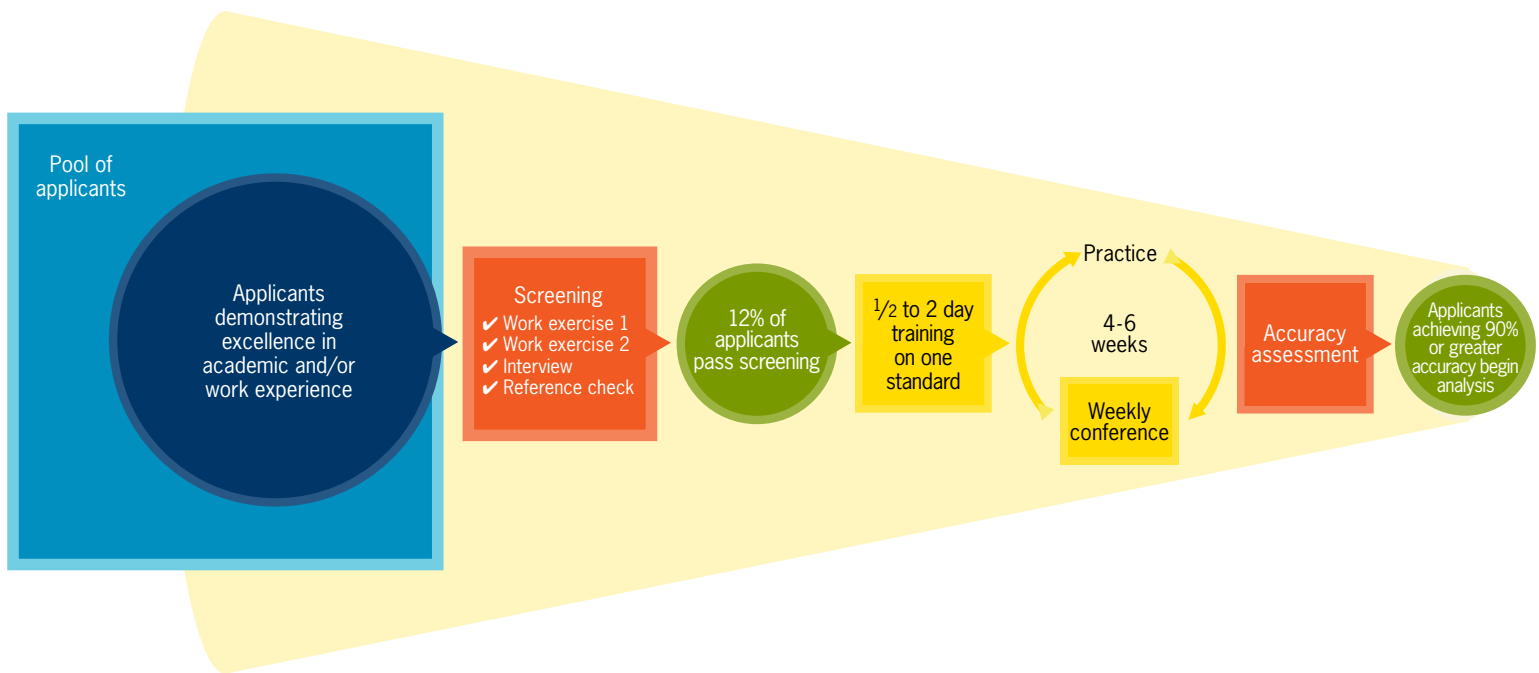 Pool of
applicants
Applicants
demonstrating
excellence in
academic and/or
work experience
Screening
✔ Work exercise 1
✔ Work exercise 2
✔ Interview
✔ Reference check
12% of
applicants
pass screening
1/2 to 2 day
training
on one
standard
Practice
4-6
weeks
Weekly
conference
Accuracy
assessment
Applicants
achieving 90%
or greater
accuracy begin
analysis